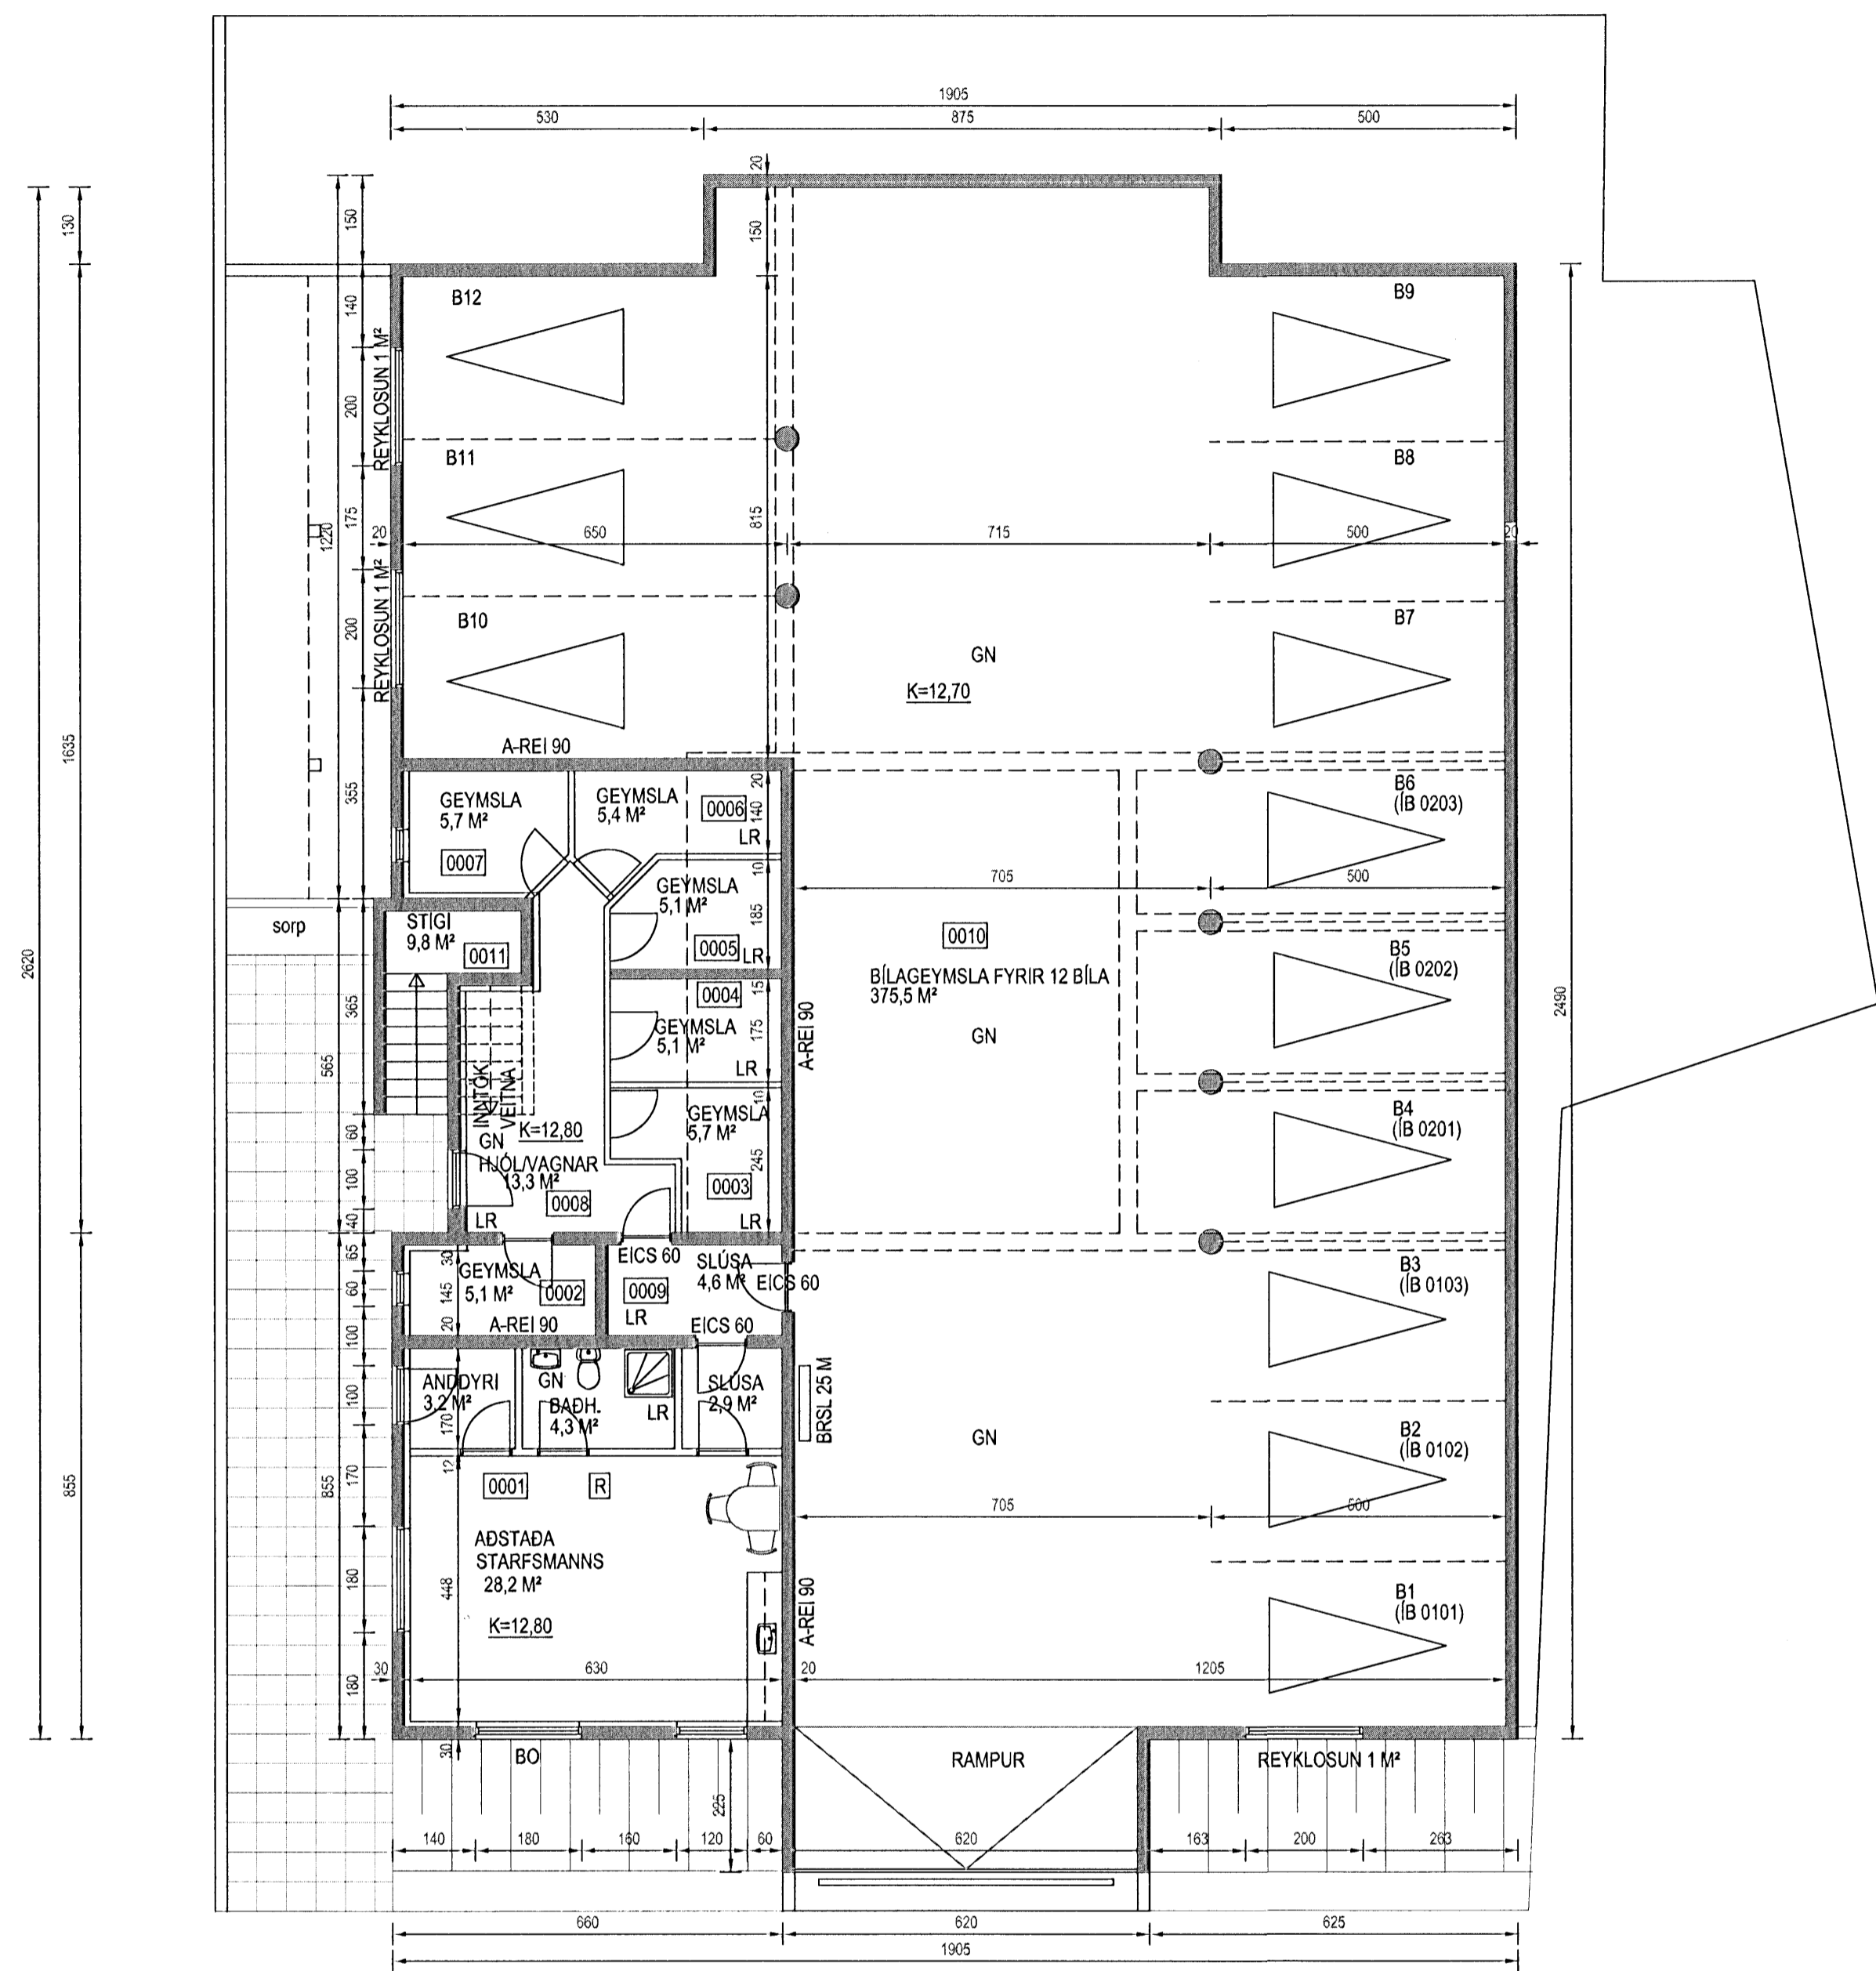 1905
530
875
500
20
130
150
150
B12
B9
140
REYKLOSUN 1 M²
200
B11
B8
175
1220
20
650
815
715
500
20
REYKLOSUN 1 M²
200
B10
B7
GN
K=12,70
1635
A-REI 90
355
GEYMSLA
5,7 M²
0007
GEYMSLA
5,4 M²
0006
LR
20
140
B6
(ÍB 0203)
10
GEYMSLA
5,1 M²
0005
LR
185
705
500
sorp
STIGI
9,8 M²
0011
0010
BÍLAGEYMSLA FYRIR 12 BÍLA
375,5 M²
GN
B5
(ÍB 0202)
2620
2490
365
565
0004
GEYMSLA
5,1 M²
LR
15
175
A-REI 90
INNTÖK
VEITNA
K=12,80
GN
10
GEYMSLA
5,7 M²
0003
LR
245
B4
(ÍB 0201)
60
100
40
HJÓL/VAGNAR
13,3 M²
0008
LR
65
60
100
30
145
20
GEYMSLA
5,1 M²
0002
A-REI 90
EICS 60
SLÚSA
4,6 M²
0009
LR
EICS 60
EICS 60
B3
(ÍB 0103)
100
ANDDYRI
3,2 M²
170
GN
BAÐH.
4,3 M²
LR
SLÚSA
2,9 M²
BRSL 25 M
GN
B2
(ÍB 0102)
855
855
170
12
0001
R
705
500
AÐSTAÐA
STARFSMANNS
28,2 M²
K=12,80
180
448
A-REI 90
B1
(ÍB 0101)
30
630
20
1205
180
30
BO
RAMPUR
REYKLOSUN 1 M²
225
140
180
160
120
60
620
163
200
263
660
620
625
1905